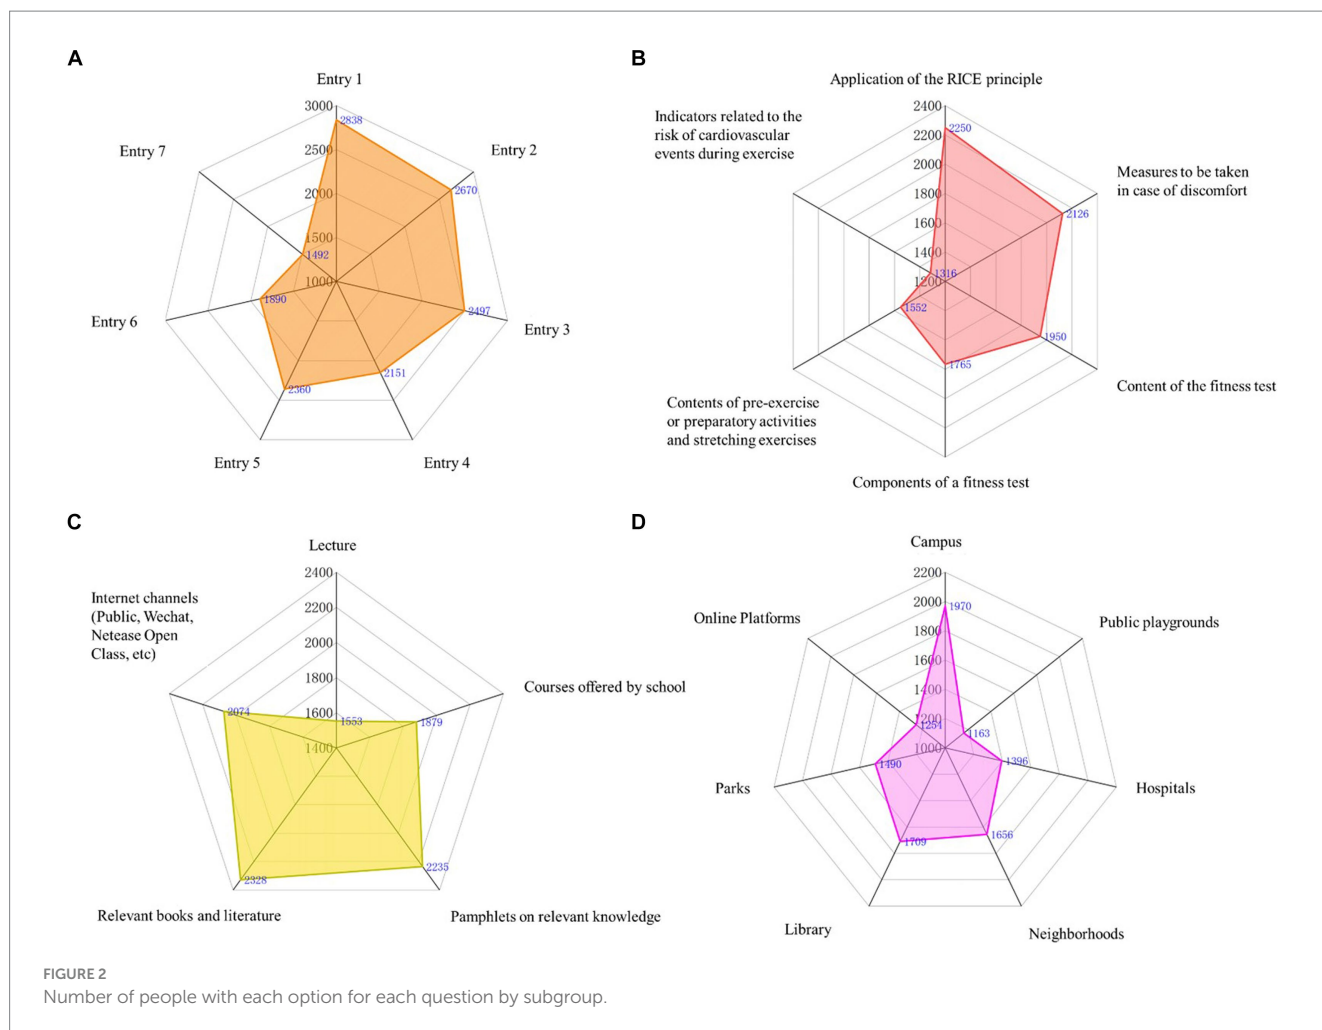 A
Entry 1
3000
2838
2500
Entry 7
Entry 2
2000
2670
1500
1492
1000
1890
Entry 6
2497
Entry 3
2151
2360
Entry 5
Entry 4
B
Application of the RICE principle
2400
Indicators related to the
risk of cardiovascular
events during exercise
2250
2200
2000
Measures to be taken
in case of discomfort
1800
2126
1600
1400
1316
1200
1552
1950
1765
Content of the fitness test
Contents of pre-exercise
or preparatory activities
and stretching exercises
Components of a fitness test
C
Lecture
2400
Internet channels
(Public, Wechat,
Netease Open
Class, etc)
2200
2000
1800
Courses offered by school
2074
1600
1553
1879
1400
2235
2328
Relevant books and literature
Pamphlets on relevant knowledge
D
Campus
2200
2000
1970
Online Platforms
Public playgrounds
1800
1600
1400
1200
1254
1163
1000
1396
1490
Parks
Hospitals
1656
1709
Library
Neighborhoods
FIGURE 2
Number of people with each option for each question by subgroup.